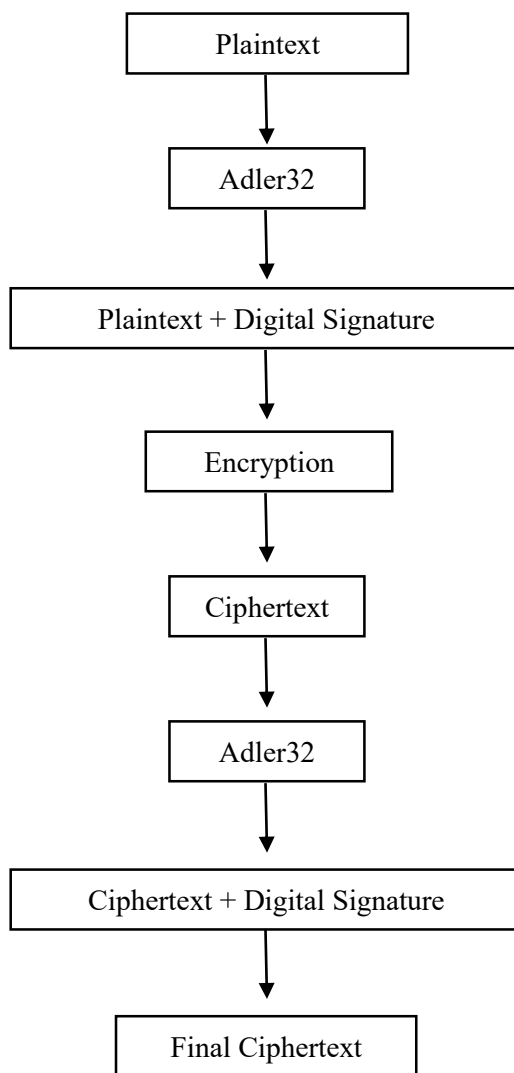 Plaintext
Adler32
Plaintext + Digital Signature
Encryption
Ciphertext
Adler32
Ciphertext + Digital Signature
Final Ciphertext